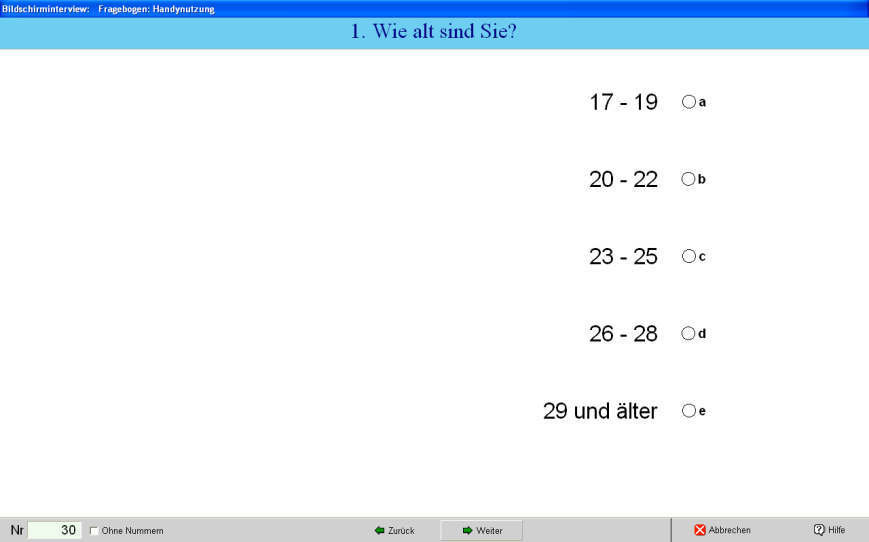 Bildschirminterview: Fragebogen: Handynutzung
1. Wie alt sind Sie?
17 - 19 a
20 - 22 b
23 - 25 c
26 - 28 d
29 und älter e
Nr 30 Ohne Nummern Zurück Weiter Abbrechen Hilfe